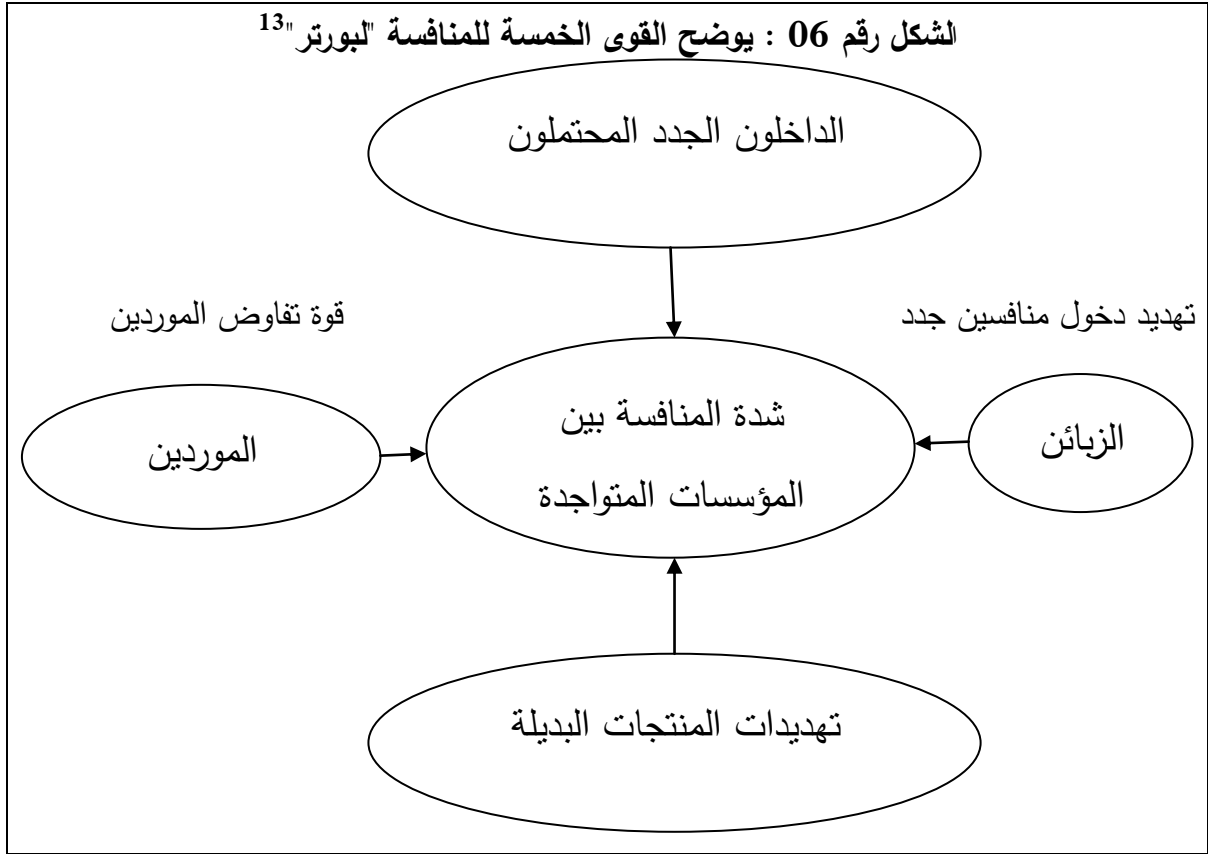 الشكل رقم 06 : يوضح القوى الخمسة للمنافسة "لبورتر"13
الداخلون الجدد المحتملون
تهديد دخول منافسين جدد
قوة تفاوض الموردين
الزبائن
شدة المنافسة بين
المؤسسات المتواجدة
الموردين
تهديدات المنتجات البديلة